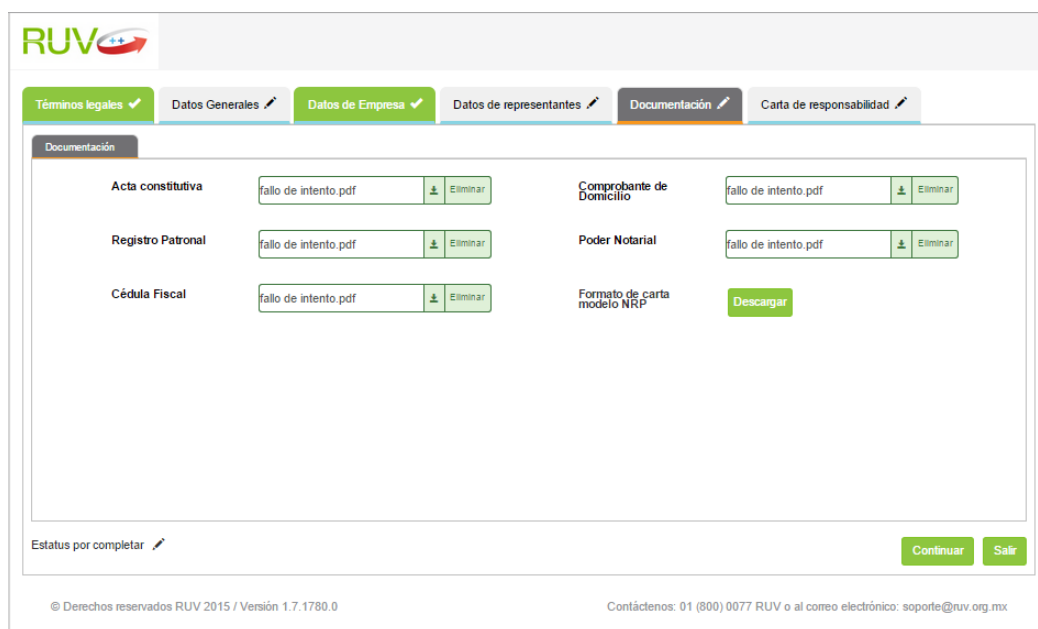 RUV ++
Términos legales
Datos Generales
Datos de Empresa
Datos de representantes
Documentación
Carta de responsabilidad
Documentación
Acta constitutiva
fallo de intento.pdf
Eliminar
Comprobante de
Domicilio
fallo de intento.pdf
Eliminar
Registro Patronal
fallo de intento.pdf
Eliminar
Poder Notarial
fallo de intento.pdf
Eliminar
Cédula Fiscal
fallo de intento.pdf
Eliminar
Formato de carta
modelo NRP
Descargar
Estatus por completar
Continuar
Salir
© Derechos reservados RUV 2015 / Versión 1.7.1780.0
Contáctenos: 01 (800) 0077 RUV o al correo electrónico: soporte@ruv.org.mx